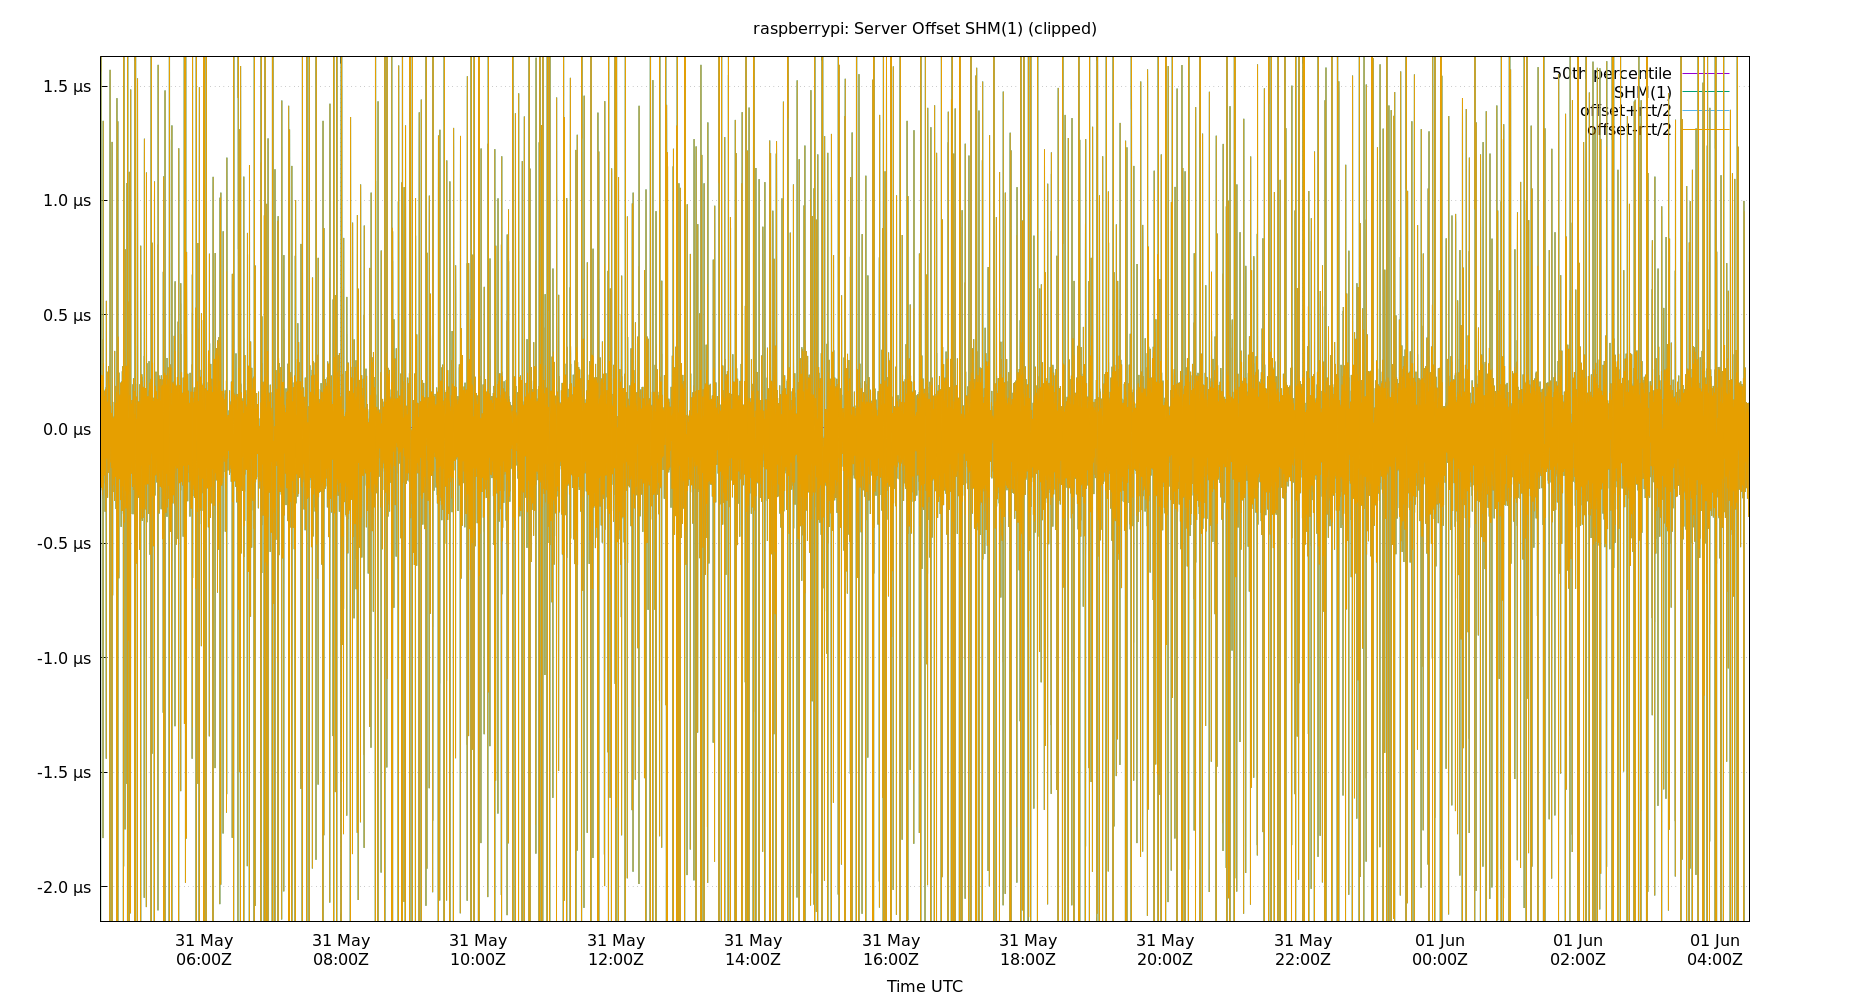 raspberrypi: Server Offset SHM(1) (clipped)
50th percentile
SHM(1)
offset+rtt/2
offset-rtt/2
1.5 µs
1.0 µs
0.5 µs
0.0 µs
-0.5 µs
-1.0 µs
-1.5 µs
-2.0 µs
31 May 31 May 31 May 31 May 31 May 31 May 31 May 31 May 31 May 01 Jun 01 Jun 01 Jun
06:00Z 08:00Z 10:00Z 12:00Z 14:00Z 16:00Z 18:00Z 20:00Z 22:00Z 00:00Z 02:00Z 04:00Z
Time UTC